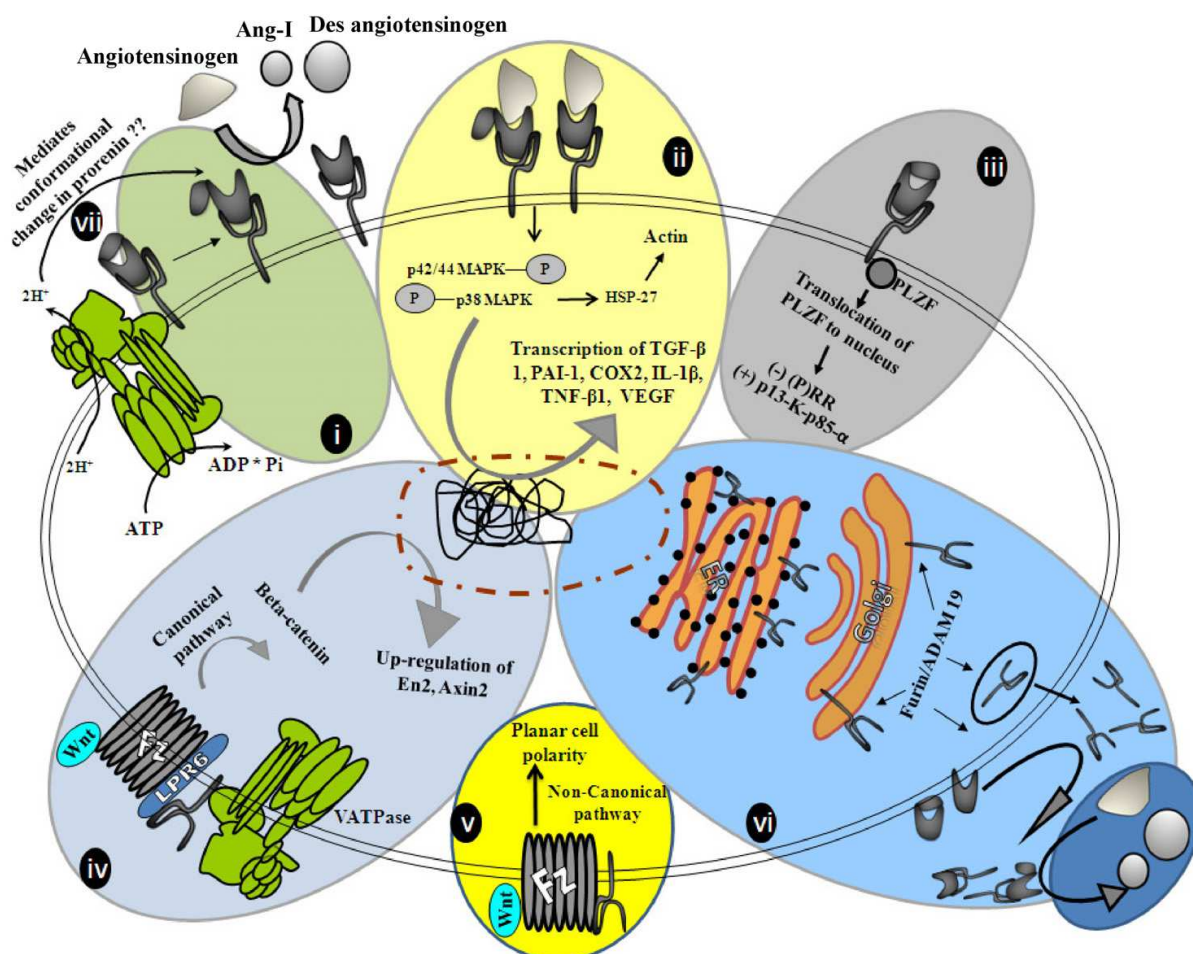 Des angiotensinogen
Ang-I
Angiotensinogen
Mediates
conformational
change in prorenin ??
vii
2H+
2H+
ADP * Pi
ATP
i
ii
p42/44 MAPK
P
P
p38 MAPK
HSP-27
Actin
Transcription of TGF-β
1, PAI-1, COX2, IL-1β,
TNF-β1, VEGF
iii
PLZF
Translocation of
PLZF to nucleus
(-) (P)RR
(+) p13-K-p85-α
Canonical
pathway
Beta-catenin
Up-regulation of
En2, Axin2
Wnt
Fz
LPR6
VATPase
iv
Planar cell
polarity
Non-Canonical
pathway
v
Fz
Wnt
ER
Golgi
Furin/ADAM 19
vi